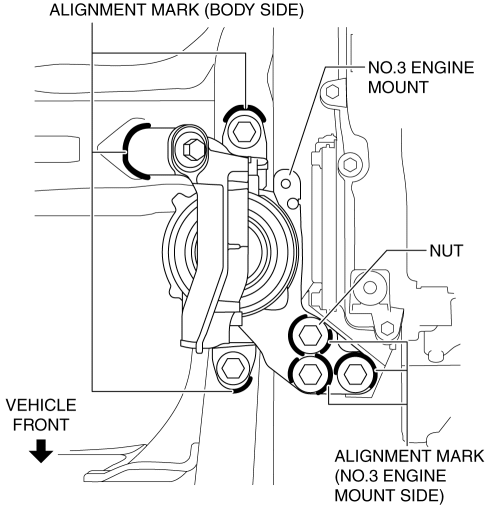 ALIGNMENT MARK (BODY SIDE)
NO.3 ENGINE
MOUNT
NUT
VEHICLE
FRONT
ALIGNMENT MARK
(NO.3 ENGINE
MOUNT SIDE)